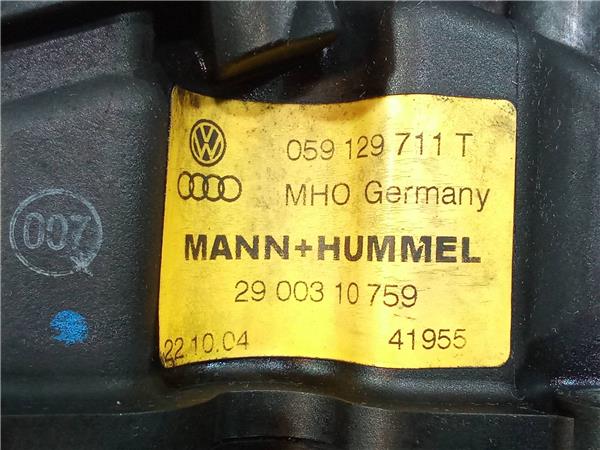 059 129 711 T
MHO Germany
MANN+HUMMEL
29 003 10 759
22.10.04 41955
007